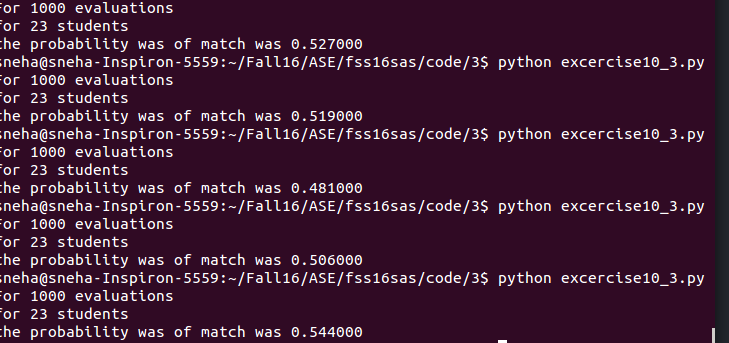 For 1000 evaluations
for 23 students
the probability was of match was 0.527000
sneha@sneha-Inspiron-5559:~/Fall16/ASE/fss16sas/code/3$ python excercise10_3.py
For 1000 evaluations
for 23 students
the probability was of match was 0.519000
sneha@sneha-Inspiron-5559:~/Fall16/ASE/fss16sas/code/3$ python excercise10_3.py
For 1000 evaluations
for 23 students
the probability was of match was 0.481000
sneha@sneha-Inspiron-5559:~/Fall16/ASE/fss16sas/code/3$ python excercise10_3.py
For 1000 evaluations
for 23 students
the probability was of match was 0.506000
sneha@sneha-Inspiron-5559:~/Fall16/ASE/fss16sas/code/3$ python excercise10_3.py
For 1000 evaluations
for 23 students
the probability was of match was 0.544000